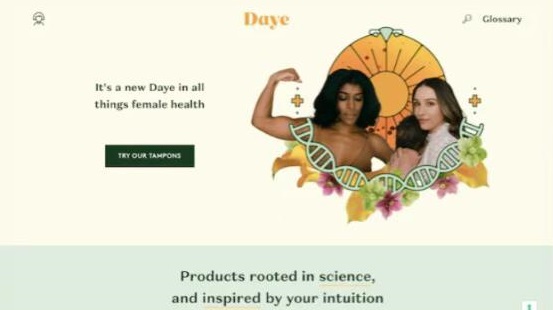 Daye
Glossary
It's a new Daye in all
things female health
TRY OUR TAMPONS
Products rooted in science,
and inspired by your intuition